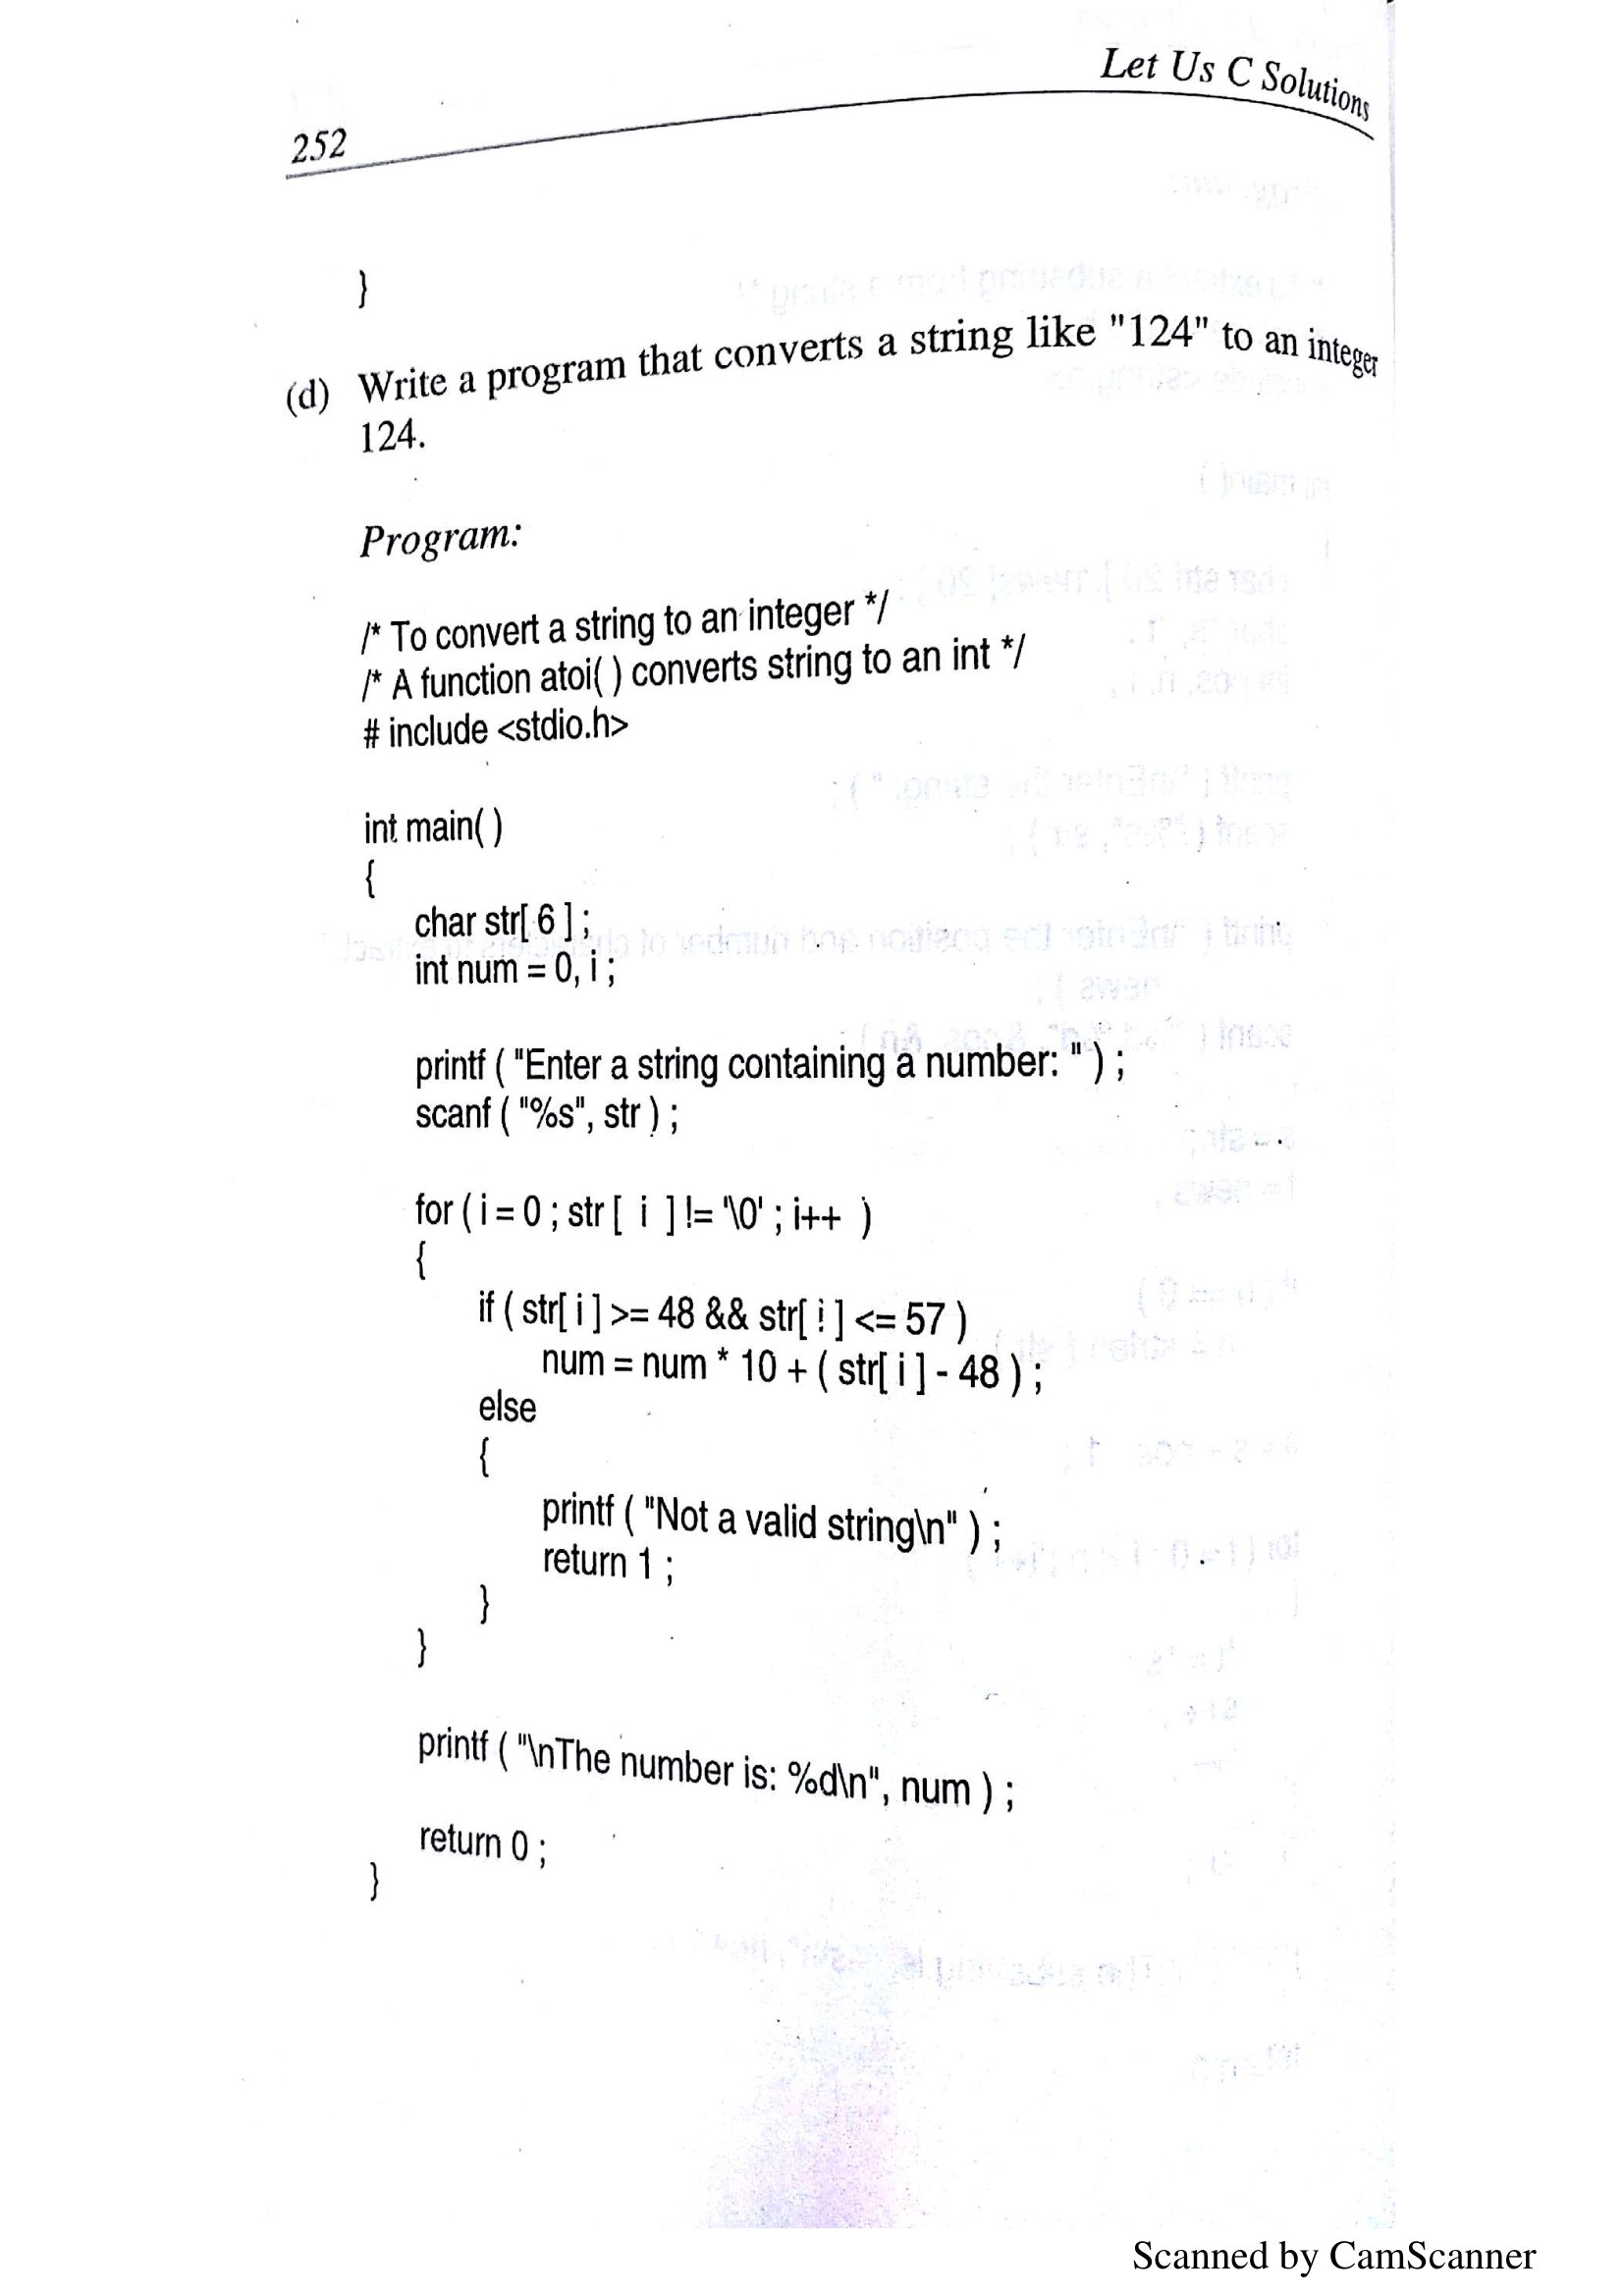 Let Us C Solutions
252
}
(d) Write a program that converts a string like "124" to an integer
124.
Program:
/* To convert a string to an integer */
/* A function atoi( ) converts string to an int */
# include <stdio.h>
int main( )
{
char str[ 6 ] ;
int num = 0, i ;
printf ( "Enter a string containing a number: " ) ;
scanf ( "%s", str ) ;
for ( i = 0 ; str [ i ] != '\0' ; i++ )
{
if ( str[ i ] >= 48 && str[ i ] <= 57 )
num = num * 10 + ( str[ i ] - 48 ) ;
else
{
printf ( "Not a valid string\n" ) ;
return 1 ;
}
}
printf ( "\nThe number is: %d\n", num ) ;
return 0 ;
}
Scanned by CamScanner